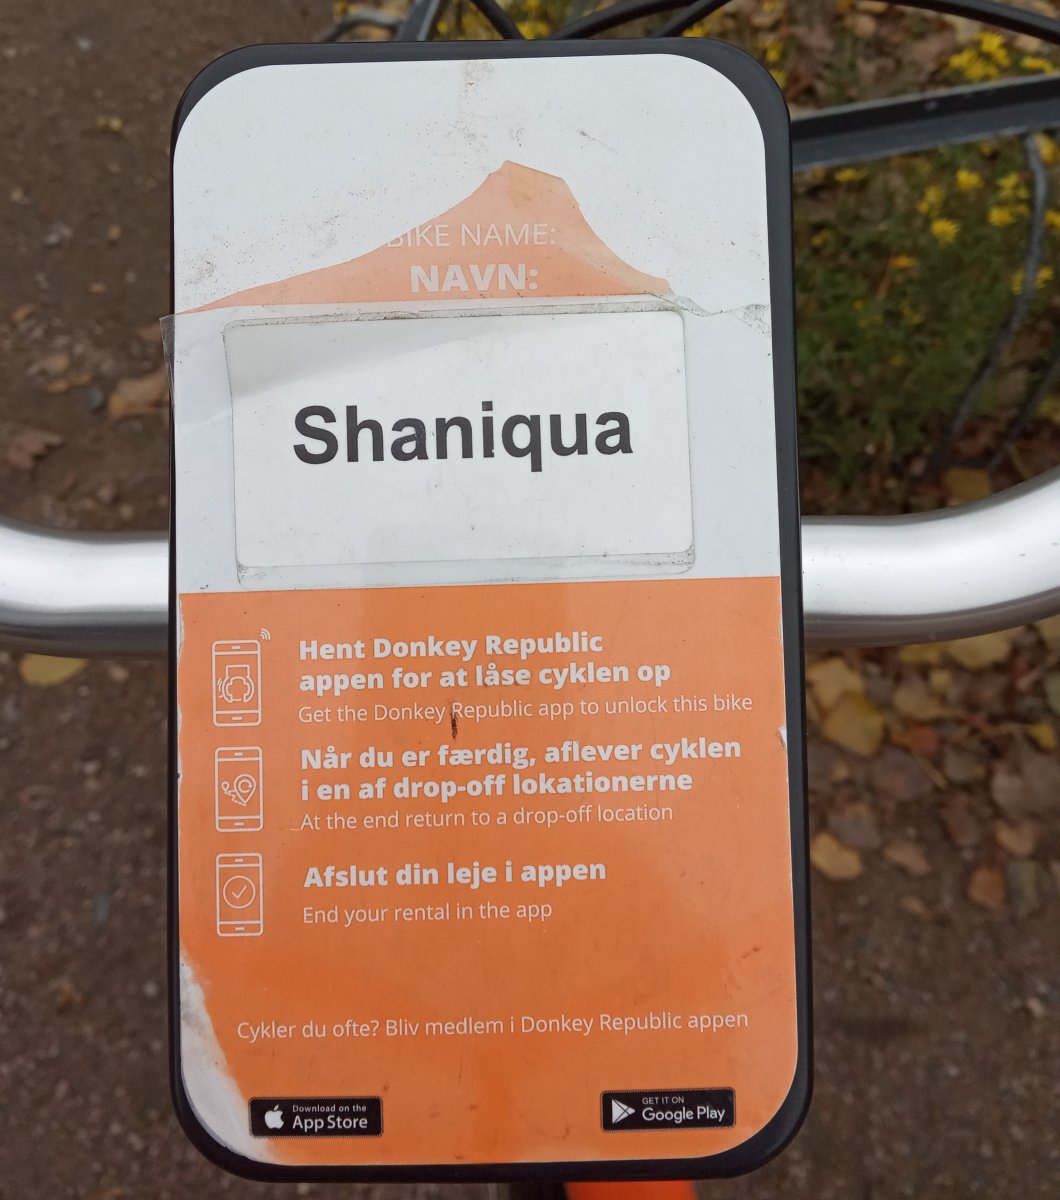 BIKE NAME:
NAVN:
Shaniqua
Hent Donkey Republic
appen for at låse cyklen op
Get the Donkey Republic app to unlock this bike
Når du er færdig, aflever cyklen
i en af drop-off lokationerne
At the end return to a drop-off location
Afslut din leje i appen
End your rental in the app
Cykler du ofte? Bliv medlem i Donkey Republic appen
Download on the
App Store
GET IT ON
Google Play